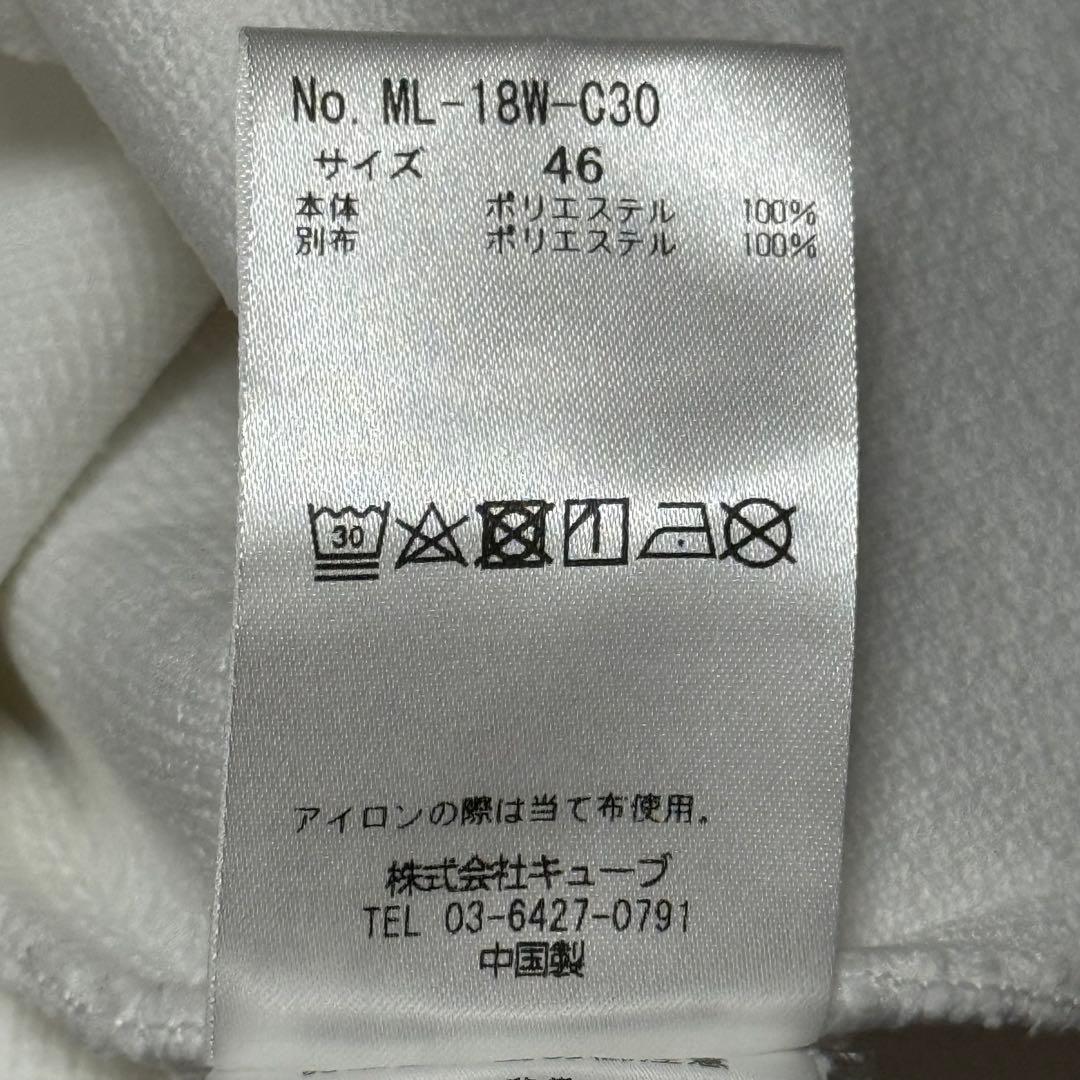 No. ML-18W-C30
サイズ 46
本体 ポリエステル 100%
別布 ポリエステル 100%
30
アイロンの際は当て布使用。
株式会社キューブ
TEL 03-6427-0791
中国製